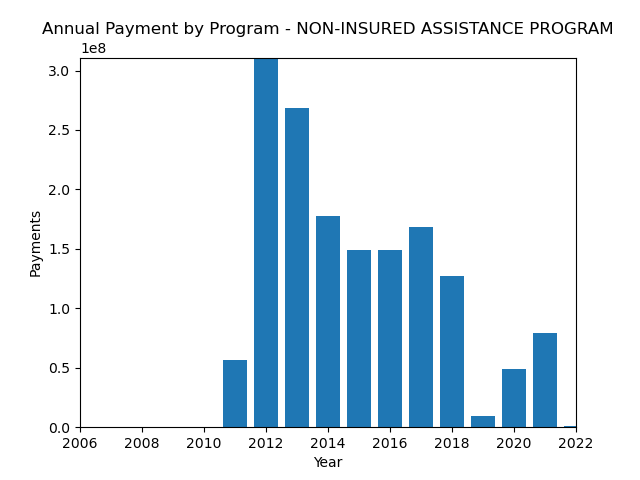 Annual Payment by Program - NON-INSURED ASSISTANCE PROGRAM
1e8
3.0
2.5
2.0
1.5
1.0
0.5
0.0
Payments
2006 2008 2010 2012 2014 2016 2018 2020 2022
Year